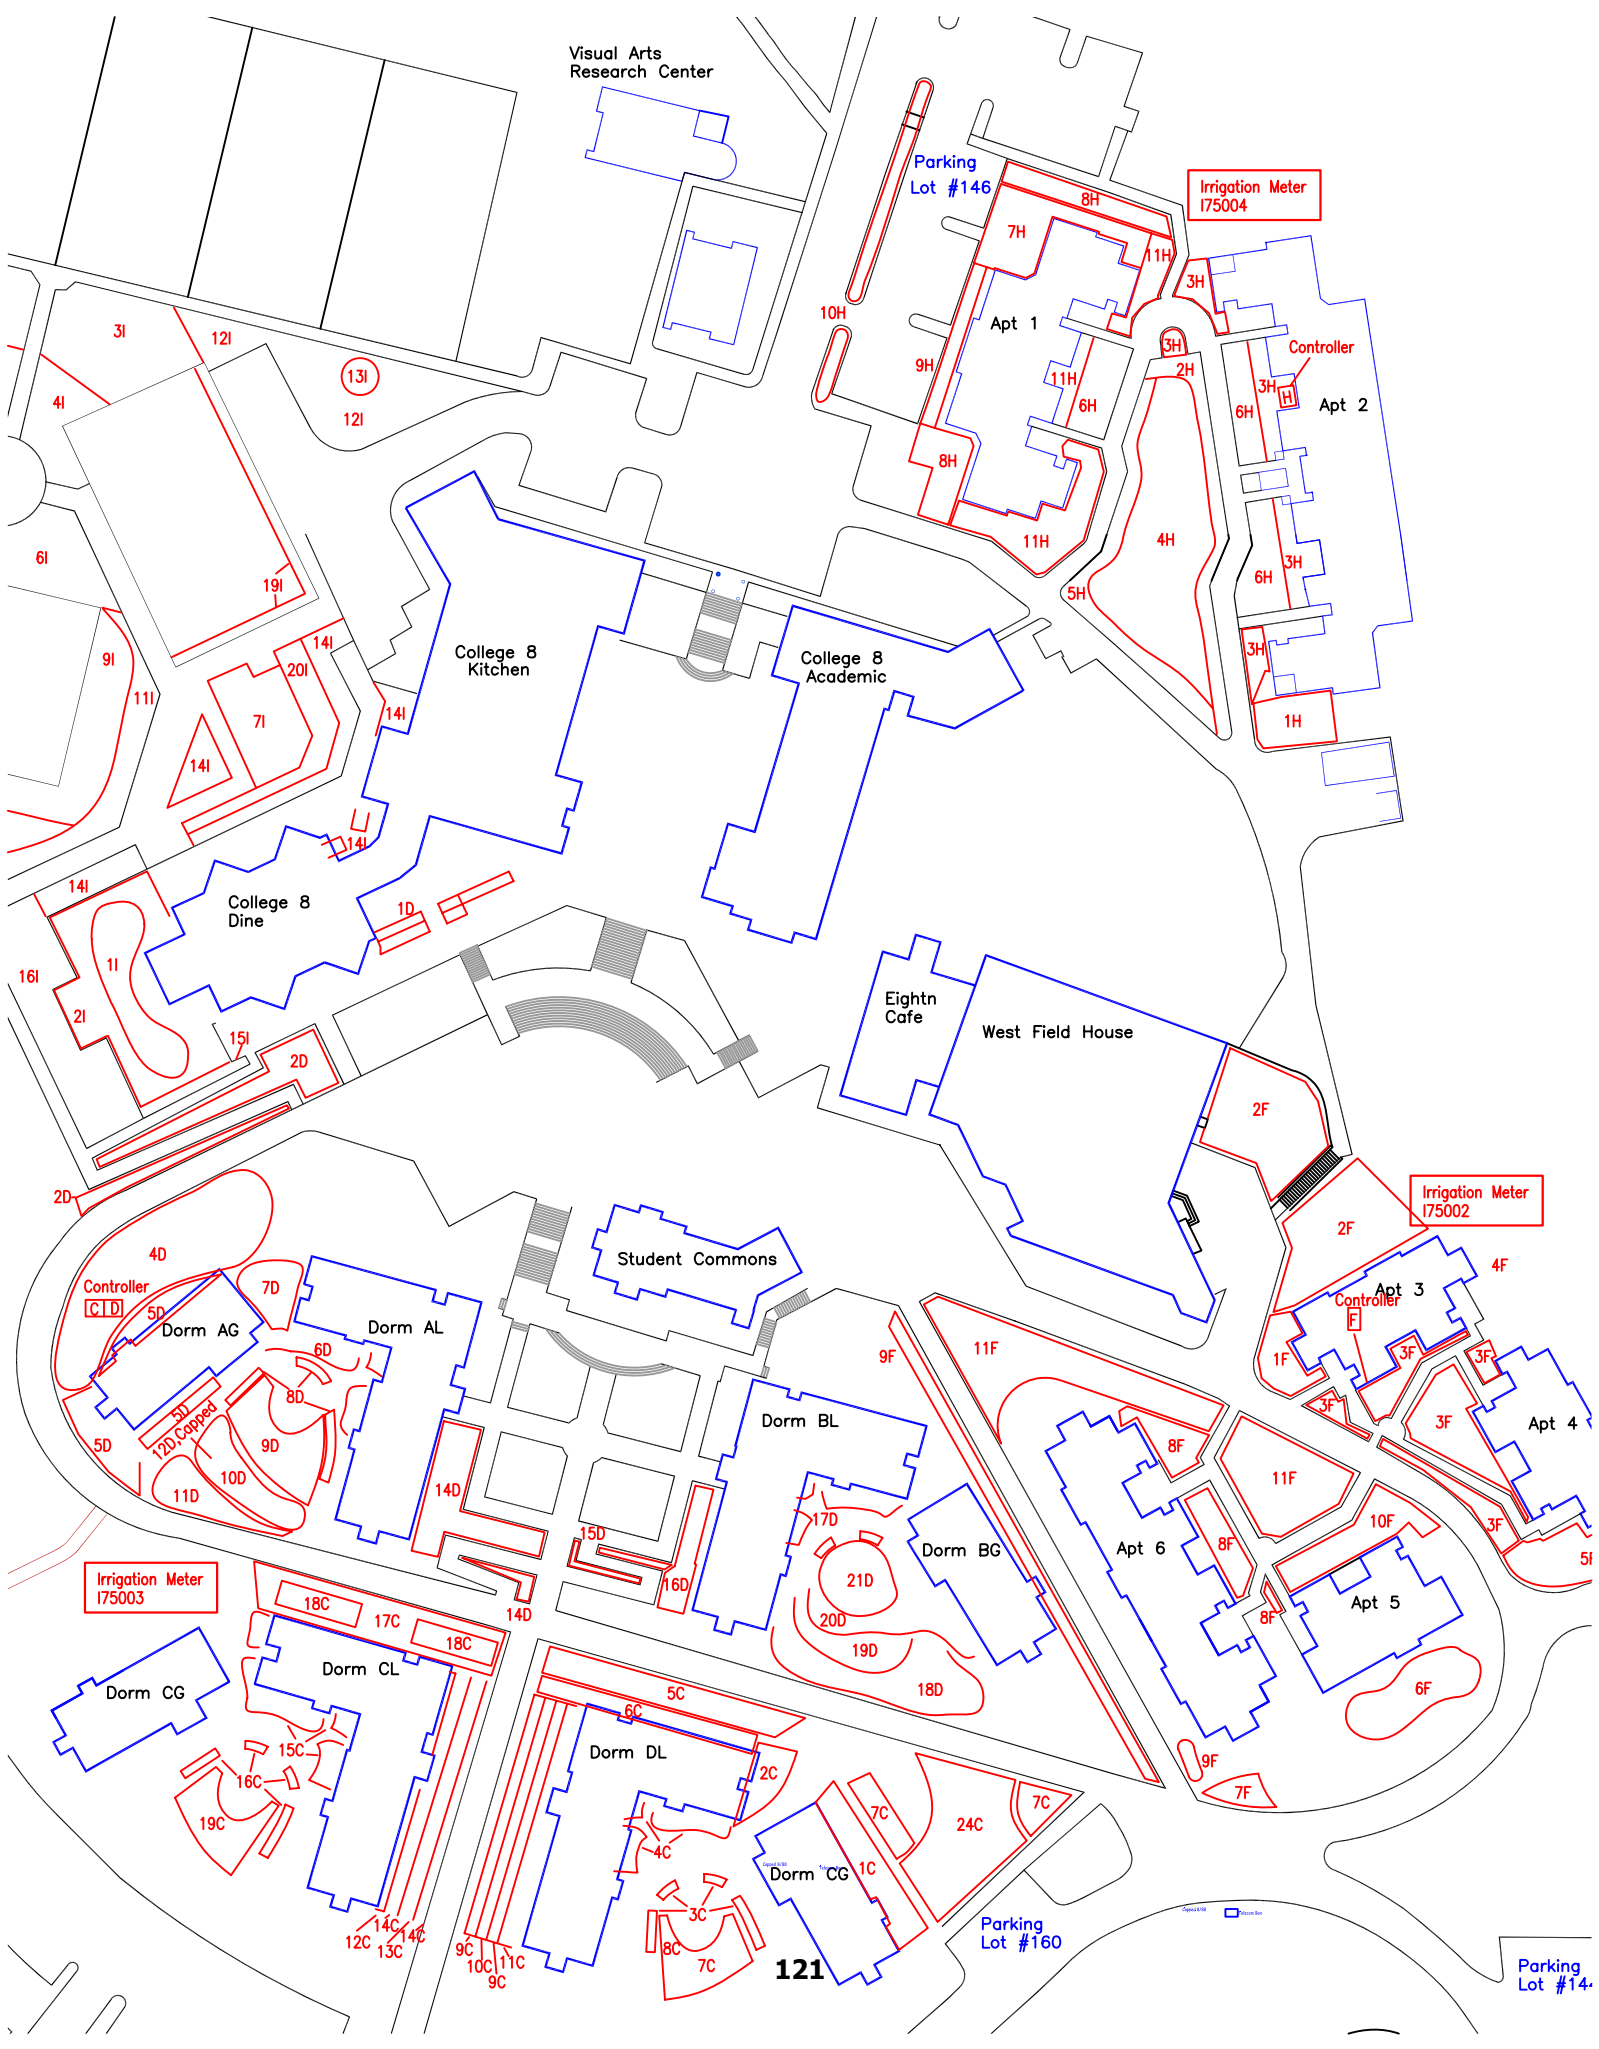 Visual Arts
Research Center
Parking
Lot #146
Irrigation Meter
I75004
8H
7H
11H
3H
10H
Apt 1
3I
12I
3H
Controller
13I
2H
9H
11H
3H
H
4I
12I
6H
6H
Apt 2
8H
4H
11H
6I
3H
19I
6H
5H
14I
9I
20I
College 8
Kitchen
College 8
Academic
3H
11I
7I
14I
1H
14I
14I
14I
1D
College 8
Dine
1I
16I
2I
Eightn
Cafe
West Field House
15I
2D
2F
2D
Irrigation Meter
I75002
2F
4D
Student Commons
4F
Controller
C D
7D
5D
Apt 3
Controller
F
Dorm AG
Dorm AL
6D
9F
11F
1F
3F
3F
8D
5D
12D,Capped
3F
3F
Apt 4
Dorm BL
5D
9D
8F
10D
11F
11D
14D
17D
15D
10F
3F
Dorm BG
Apt 6
8F
5F
Irrigation Meter
I75003
16D
21D
18C
17C
14D
20D
8F
Apt 5
18C
19D
Dorm CL
18D
Dorm CG
5C
6F
6C
15C
Dorm DL
9F
16C
2C
7F
19C
7C
7C
24C
4C
Dorm CG
1C
3C
14C
12C
13C
14C
9C
10C
11C
9C
8C
7C
121
Parking
Lot #160
Parking
Lot #14